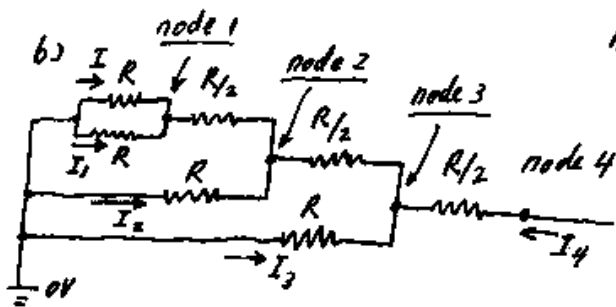 b)
node 1
I
R
R/2
node 2
R
I₁
R/2
node 3
R
I₂
R/2
node 4
R
I₃
I₄
0V